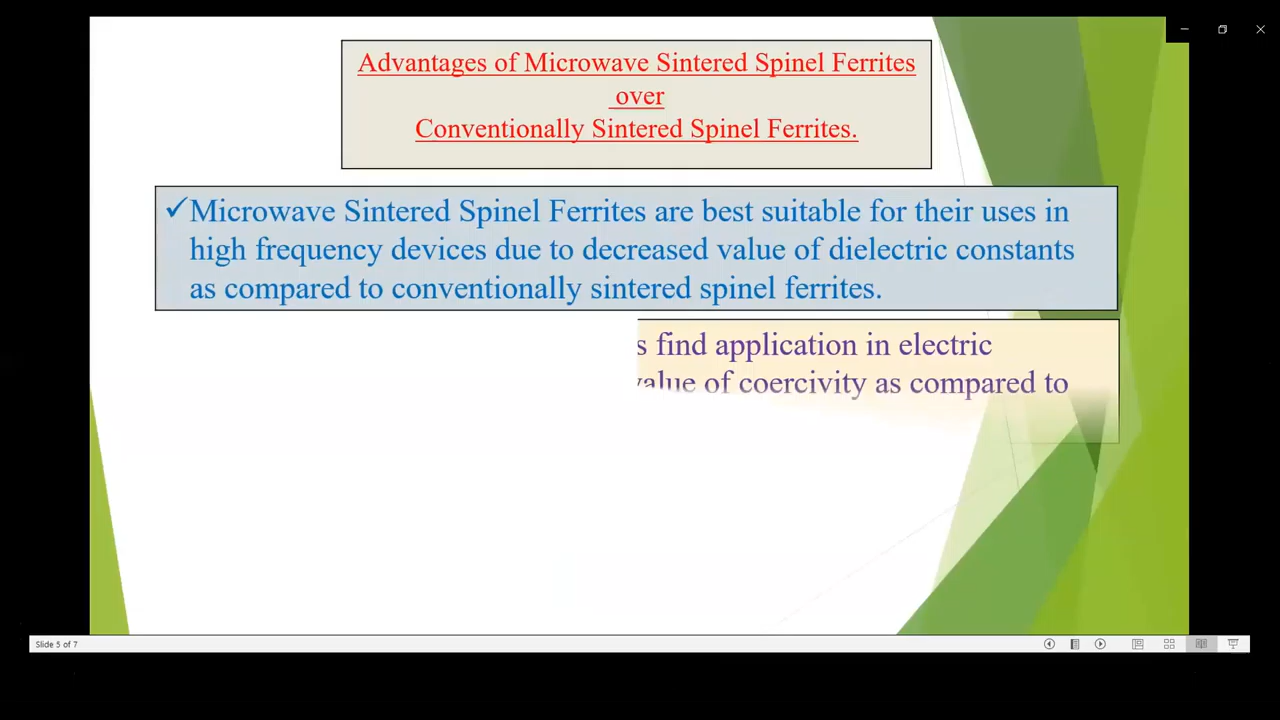 Advantages of Microwave Sintered Spinel Ferrites
over
Conventionally Sintered Spinel Ferrites.
✓Microwave Sintered Spinel Ferrites are best suitable for their uses in
high frequency devices due to decreased value of dielectric constants
as compared to conventionally sintered spinel ferrites.
s find application in electric
value of coercivity as compared to
Slide 5 of 7